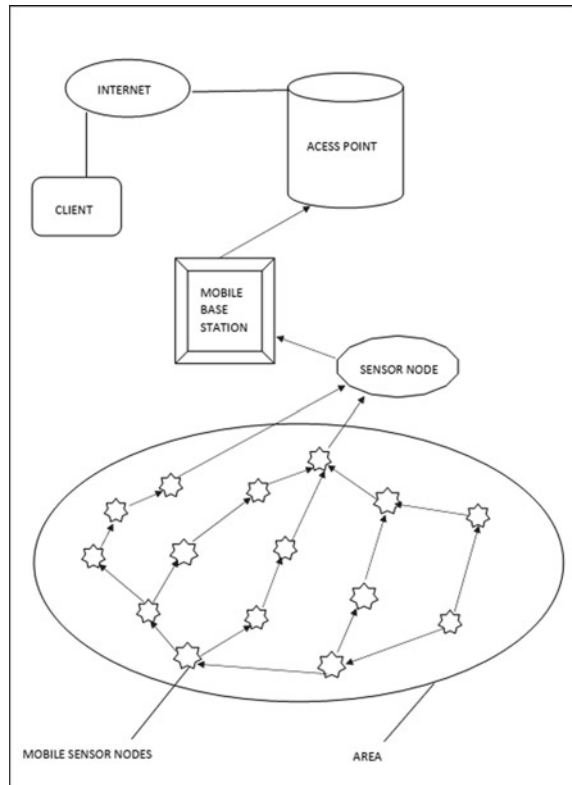 INTERNET
ACESS POINT
CLIENT
MOBILE
BASE
STATION
SENSOR NODE
MOBILE SENSOR NODES
AREA